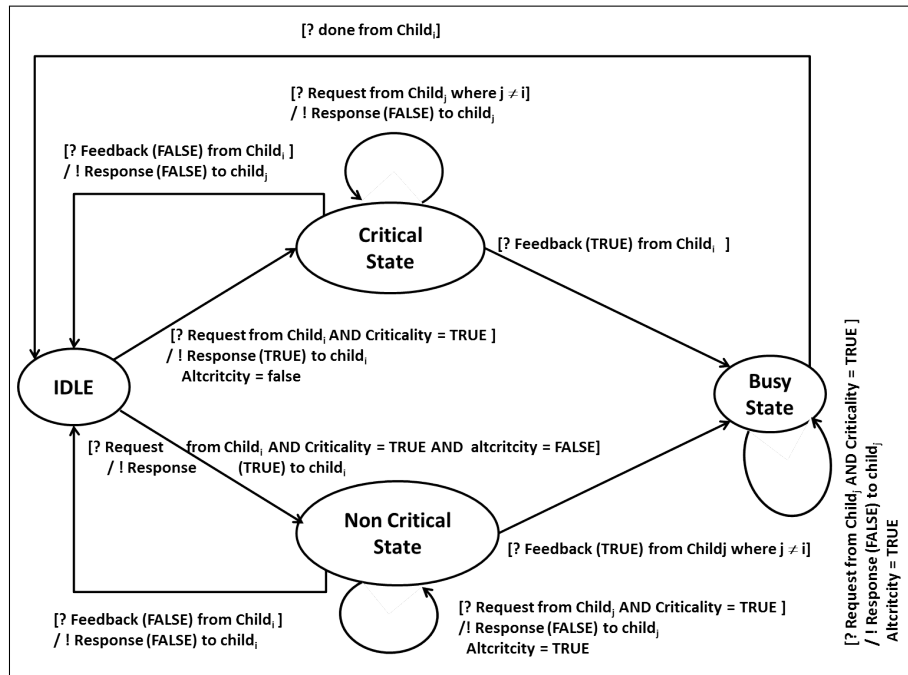 [? done from Childᵢ]
[? Request from Childⱼ where j ≠ i]
/ ! Response (FALSE) to childⱼ
[? Feedback (FALSE) from Childᵢ ]
/ ! Response (FALSE) to childⱼ
Critical
State
[? Feedback (TRUE) from Childᵢ ]
[? Request from Childᵢ AND Criticality = TRUE ]
/ ! Response (TRUE) to childᵢ
Altcritcity = false
IDLE
Busy
State
[? Request from Childᵢ AND Criticality = TRUE AND altcritcity = FALSE]
/ ! Response (TRUE) to childᵢ
Non Critical
State
[? Feedback (TRUE) from Childj where j ≠ i]
[? Feedback (FALSE) from Childᵢ ]
/ ! Response (FALSE) to childᵢ
[? Request from Childⱼ AND Criticality = TRUE ]
/! Response (FALSE) to childⱼ
Altcritcity = TRUE
[? Request from Childⱼ AND Criticality = TRUE ]
/ ! Response (FALSE) to childⱼ
Altcritcity = TRUE